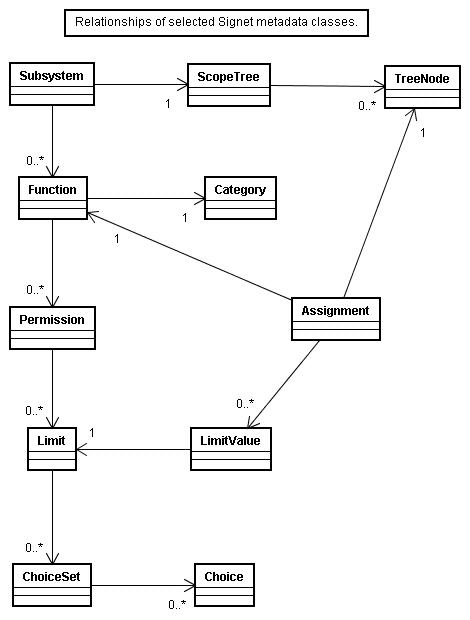 Relationships of selected Signet metadata classes.
Subsystem
ScopeTree
TreeNode
1
0..*
0..*
1
Function
Category
1
1
0..*
Permission
Assignment
0..*
0..*
1
Limit
LimitValue
0..*
ChoiceSet
Choice
0..*